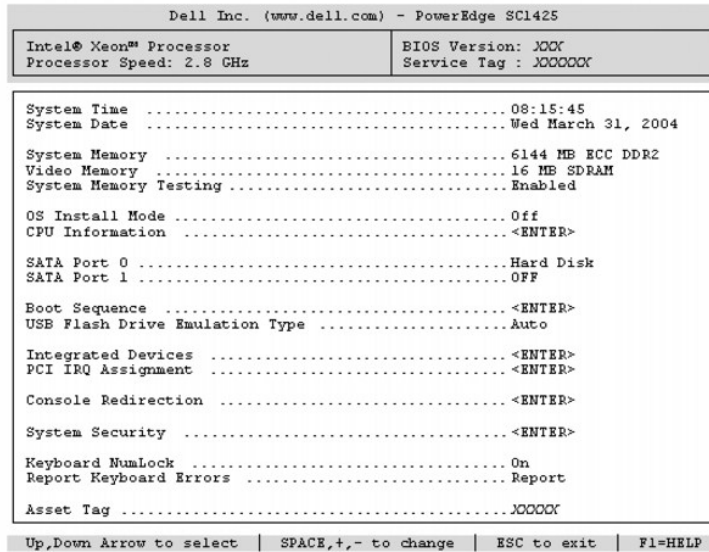 Dell Inc. (www.dell.com) - PowerEdge SC1425
Intel® Xeon™ Processor
Processor Speed: 2.8 GHz
BIOS Version: XXX
Service Tag : XXXXXX
System Time ........................................ 08:15:45
System Date ........................................ Wed March 31, 2004
System Memory ...................................... 6144 MB ECC DDR2
Video Memory ....................................... 16 MB SDRAM
System Memory Testing ............................... Enabled
OS Install Mode ..................................... Off
CPU Information .................................... <ENTER>
SATA Port 0 ......................................... Hard Disk
SATA Port 1 ......................................... OFF
Boot Sequence ...................................... <ENTER>
USB Flash Drive Emulation Type ..................... Auto
Integrated Devices ................................. <ENTER>
PCI IRQ Assignment ................................. <ENTER>
Console Redirection ................................ <ENTER>
System Security .................................... <ENTER>
Keyboard NumLock ................................... On
Report Keyboard Errors ............................. Report
Asset Tag ........................................... XXXXX
Up,Down Arrow to select | SPACE,+,- to change | ESC to exit | F1=HELP